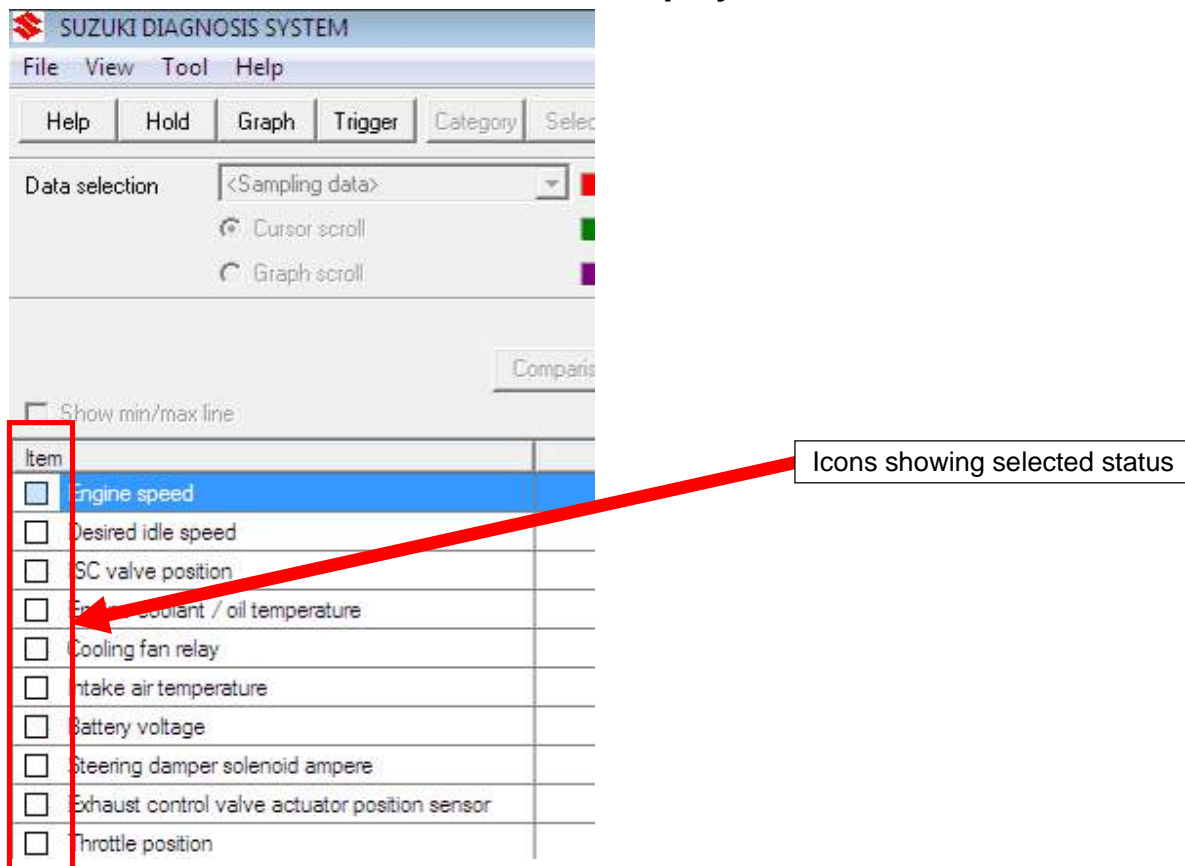 SUZUKI DIAGNOSIS SYSTEM
File View Tool Help
Help Hold Graph Trigger Category Selec
Data selection <Sampling data>
Cursor scroll
Graph scroll
Comparis
Show min/max line
Item
Icons showing selected status
Engine speed
Desired idle speed
ISC valve position
Engine coolant / oil temperature
Cooling fan relay
Intake air temperature
Battery voltage
Steering damper solenoid ampere
Exhaust control valve actuator position sensor
Throttle position